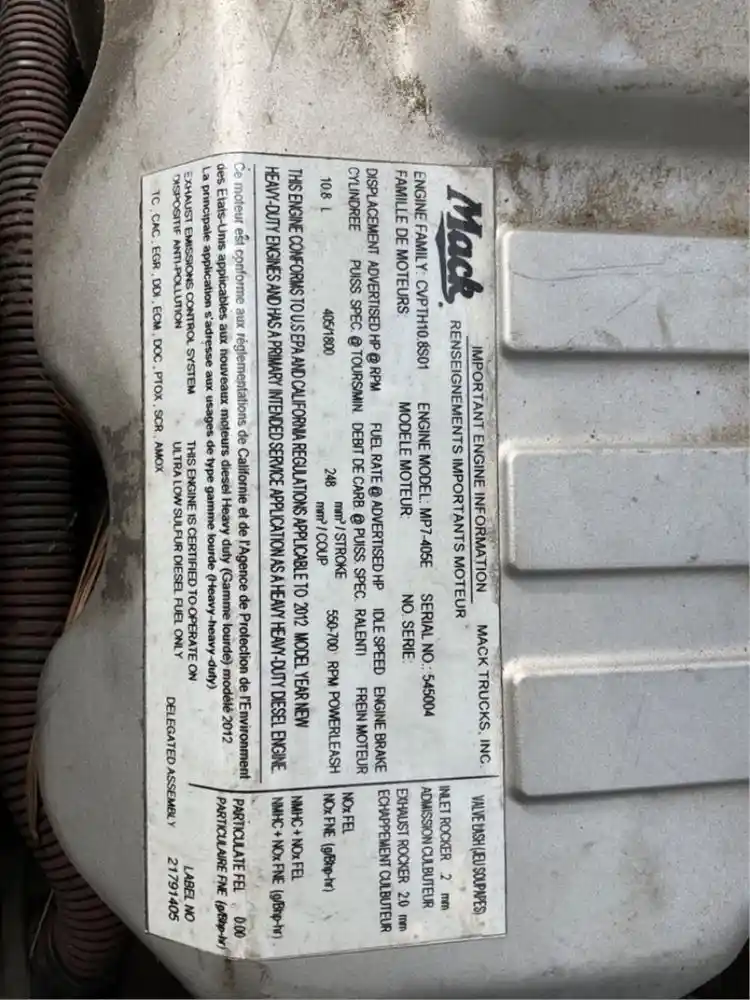 Mack
IMPORTANT ENGINE INFORMATION MACK TRUCKS, INC.
RENSEIGNEMENTS IMPORTANTS MOTEUR
ENGINE FAMILY: CVPTH10.8S01 ENGINE MODEL: MP7-405E SERIAL NO.: 545004
FAMILLE DE MOTEURS: MODELE MOTEUR: NO. SERIE:
DISPLACEMENT ADVERTISED HP @ RPM FUEL RATE @ ADVERTISED HP IDLE SPEED ENGINE BRAKE
CYLINDREE PUISS. SPEC. @ TOURS/MIN. DEBIT DE CARB. @ PUISS. SPEC. RALENTI FREIN MOTEUR
10.8 L 405/1800 248 mm³/STROKE 550-700 RPM POWERLEASH
mm³/COUP
THIS ENGINE CONFORMS TO U.S EPA AND CALIFORNIA REGULATIONS APPLICABLE TO 2012 MODEL YEAR NEW
HEAVY-DUTY ENGINES AND HAS A PRIMARY INTENDED SERVICE APPLICATION AS A HEAVY HEAVY-DUTY DIESEL ENGINE.
Ce moteur est conforme aux règlementations de Californie et de l'Agence de Protection de l'Environment
des Etats-Unis applicables aux nouveaux moteurs diesel Heavy duty (Gamme lourde) modèle 2012
La principale application s'adresse aux usages de type gamme lourde (Heavy-heavy-duty)
EXHAUST EMISSIONS CONTROL SYSTEM THIS ENGINE IS CERTIFIED TO OPERATE ON
DISPOSITIF ANTI-POLLUTION ULTRA LOW SULFUR DIESEL FUEL ONLY
TC, CAC, EGR, DDI, ECM, DOC, PTOX, SCR, AMOX
DELEGATED ASSEMBLY
VALVE LASH (JEU SOUPAPES)
INLET ROCKER .2 mm
ADMISSION CULBUTEUR
EXHAUST ROCKER 2.0 mm
ECHAPPEMENT CULBUTEUR
NOx FEL
NOx FNE (g/Bhp-hr)
NMHC + NOx FEL
NMHC + NOx FNE (g/Bhp-hr)
PARTICULATE FEL 0.00
PARTICULAIRE FNE (g/Bhp-hr)
LABEL NO
21791405